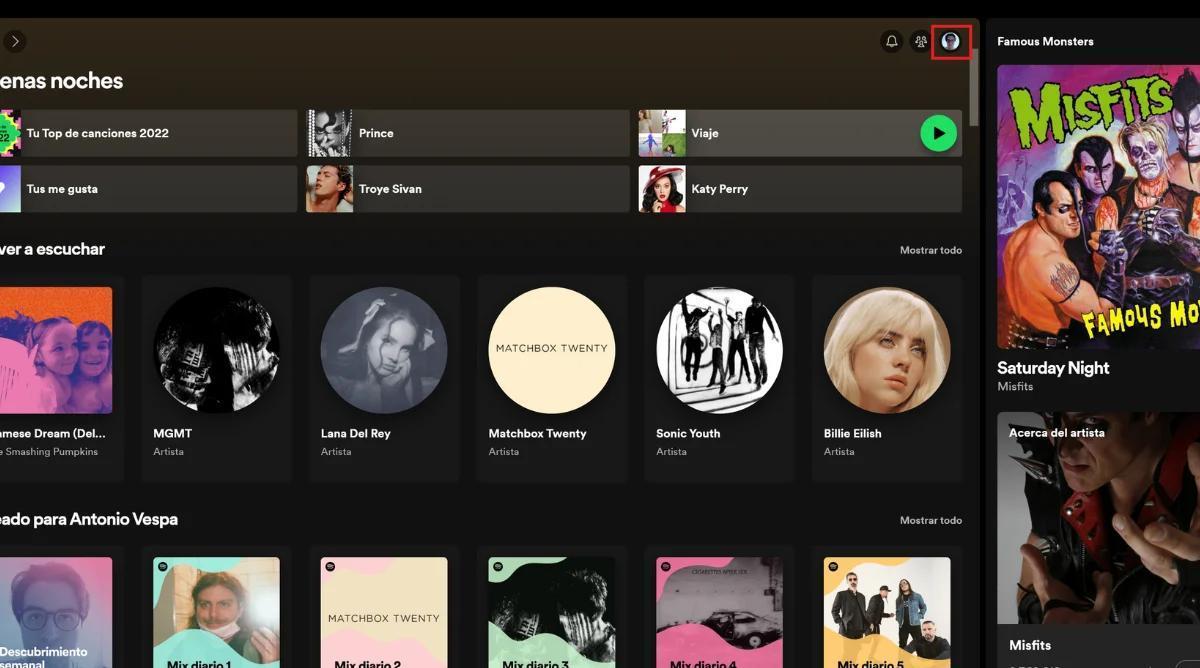 enas noches
Tu Top de canciones 2022
Prince
Viaje
Tus me gusta
Troye Sivan
Katy Perry
ver a escuchar
Mostrar todo
amese Dream (Del...
e Smashing Pumpkins
MGMT
Artista
Lana Del Rey
Artista
MATCHBOX TWENTY
Matchbox Twenty
Artista
Sonic Youth
Artista
Billie Eilish
Artista
eado para Antonio Vespa
Mostrar todo
Descubrimiento
semanal
Mix diario 1
MATCHBOX TWENTY
Mix diario 2
Mix diario 3
CIGARETTES AFTER SEX
Mix diario 4
Mix diario 5
Famous Monsters
MISFITS
FAMOUS MO
Saturday Night
Misfits
Acerca del artista
Misfits